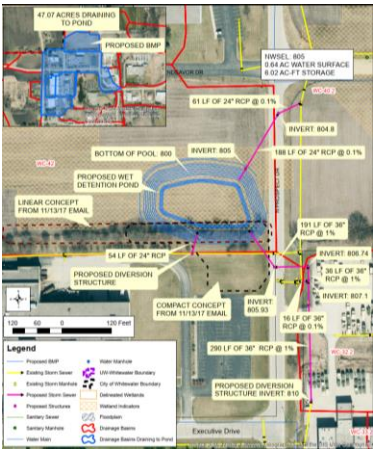 47.07 ACRES DRAINING
TO POND
PROPOSED BMP
NWSEL: 805
0.64 AC WATER SURFACE
6.02 AC-FT STORAGE
61 LF OF 24" RCP @ 0.1%
INVERT: 804.8
BOTTOM OF POOL: 800
INVERT: 805
188 LF OF 24" RCP @ 0.1%
WC-42
PROPOSED WET
DETENTION POND
LINEAR CONCEPT
FROM 11/13/17 EMAIL
191 LF OF 36"
RCP @ 1%
54 LF OF 24" RCP
INVERT: 806.74
PROPOSED DIVERSION
STRUCTURE
36 LF OF 36"
RCP @ 1%
COMPACT CONCEPT
FROM 11/13/17 EMAIL
INVERT:
805.93
INVERT: 807.1
16 LF OF 36"
RCP @ 0.1%
120 60 0 120 Feet
290 LF OF 36" RCP @ 1%
Legend
Proposed BMP
Existing Storm Sewer
Existing Storm Manhole
Proposed Storm Sewer
Proposed Structures
Sanitary Sewer
Sanitary Manhole
Water Main
Water Manhole
UW-Whitewater Boundary
City of Whitewater Boundary
Delineated Wetlands
Wetland Indicators
Floodplain
Drainage Basins
Drainage Basins Draining to Pond
PROPOSED DIVERSION
STRUCTURE INVERT: 810
Executive Drive